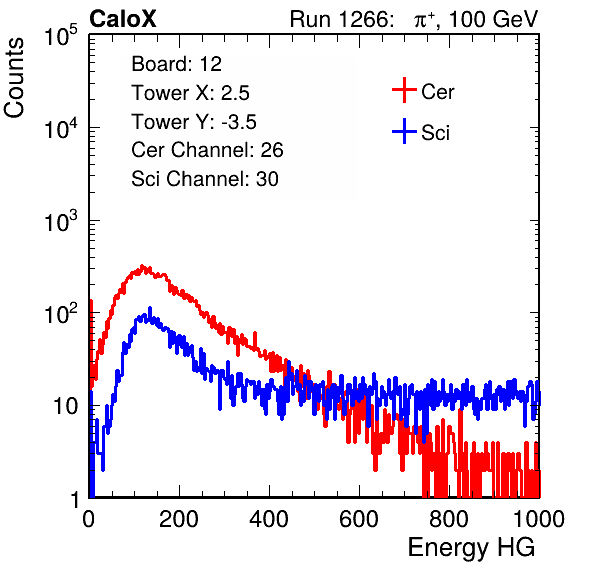 CaloX Run 1266: π⁺, 100 GeV
Counts
10⁵
10⁴
10³
10²
10
1
Board: 12
Tower X: 2.5
Tower Y: -3.5
Cer Channel: 26
Sci Channel: 30
Cer
Sci
0 200 400 600 800 1000
Energy HG